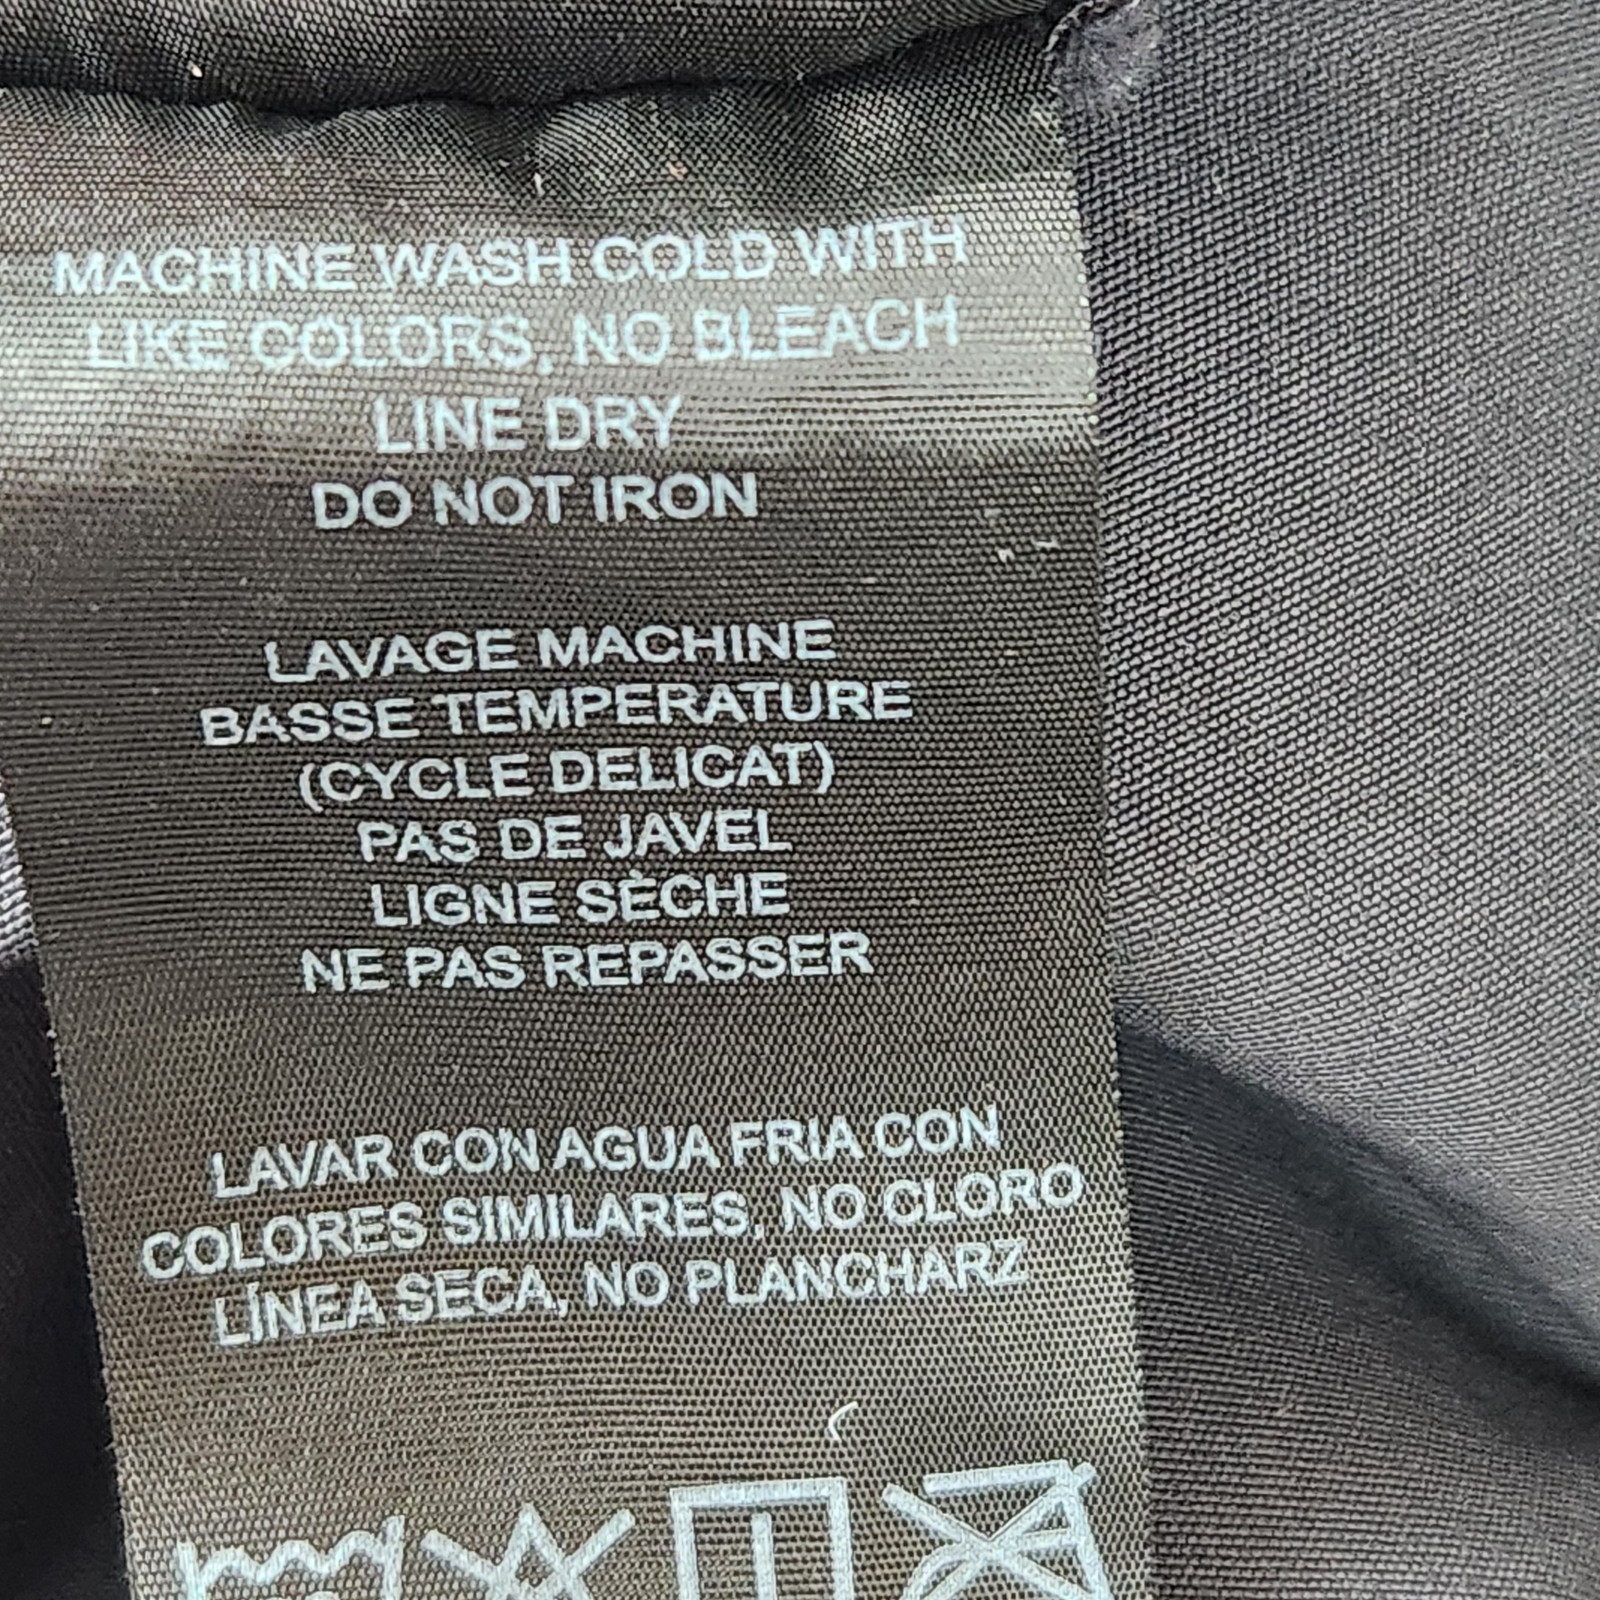 MACHINE WASH COLD WITH
LIKE COLORS, NO BLEACH
LINE DRY
DO NOT IRON
LAVAGE MACHINE
BASSE TEMPERATURE
(CYCLE DELICAT)
PAS DE JAVEL
LIGNE SÈCHE
NE PAS REPASSER
LAVAR CON AGUA FRIA CON
COLORES SIMILARES, NO CLORO
LÍNEA SECA, NO PLANCHARZ